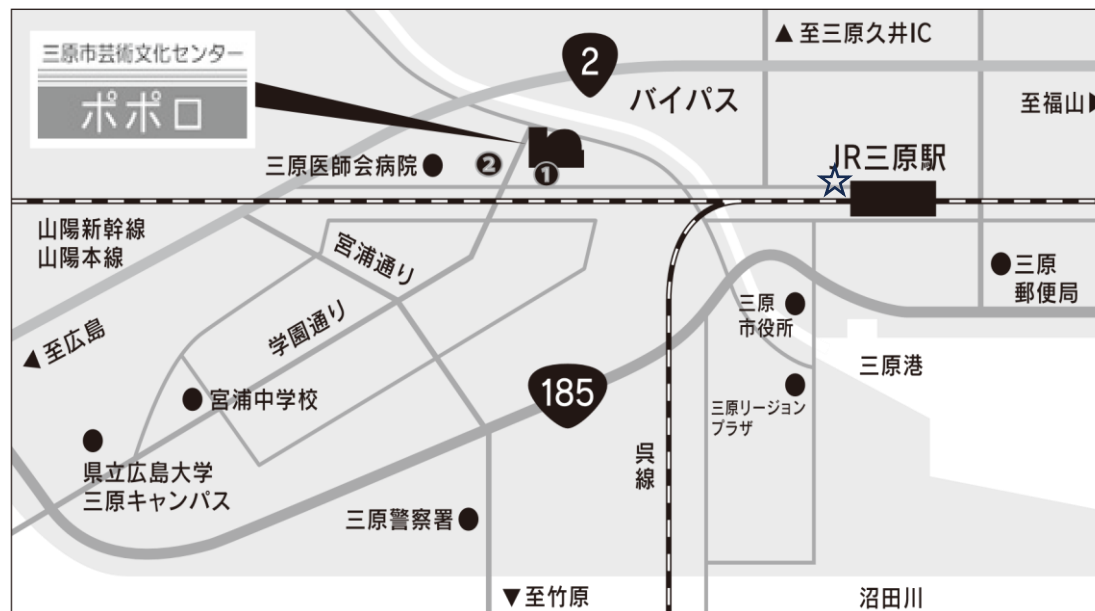 三原市芸術文化センター
ポポロ
2
バイパス
▲至三原久井IC
至福山▶
三原医師会病院
❷
❶
JR三原駅
山陽新幹線
山陽本線
宮浦通り
学園通り
▲至広島
三原
郵便局
三原
市役所
三原港
宮浦中学校
185
三原リージョン
プラザ
県立広島大学
三原キャンパス
呉線
三原警察署
▼至竹原
沼田川